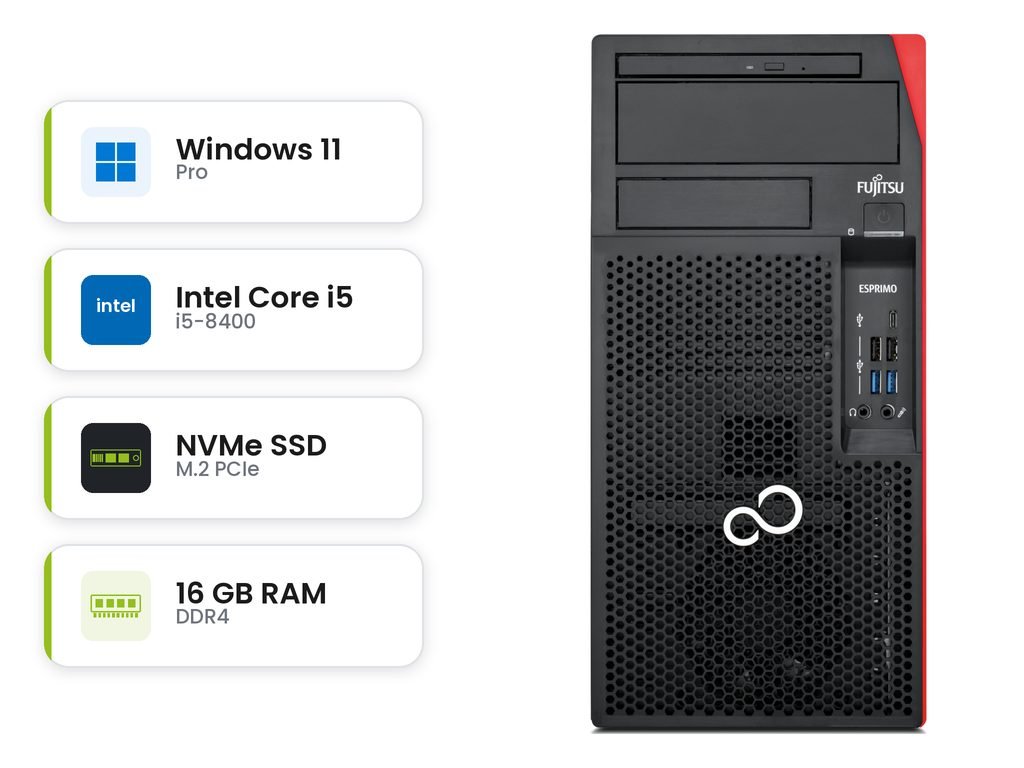 Windows 11
Pro
intel
Intel Core i5
i5-8400
NVMe SSD
M.2 PCIe
16 GB RAM
DDR4
FUJITSU
ESPRIMO